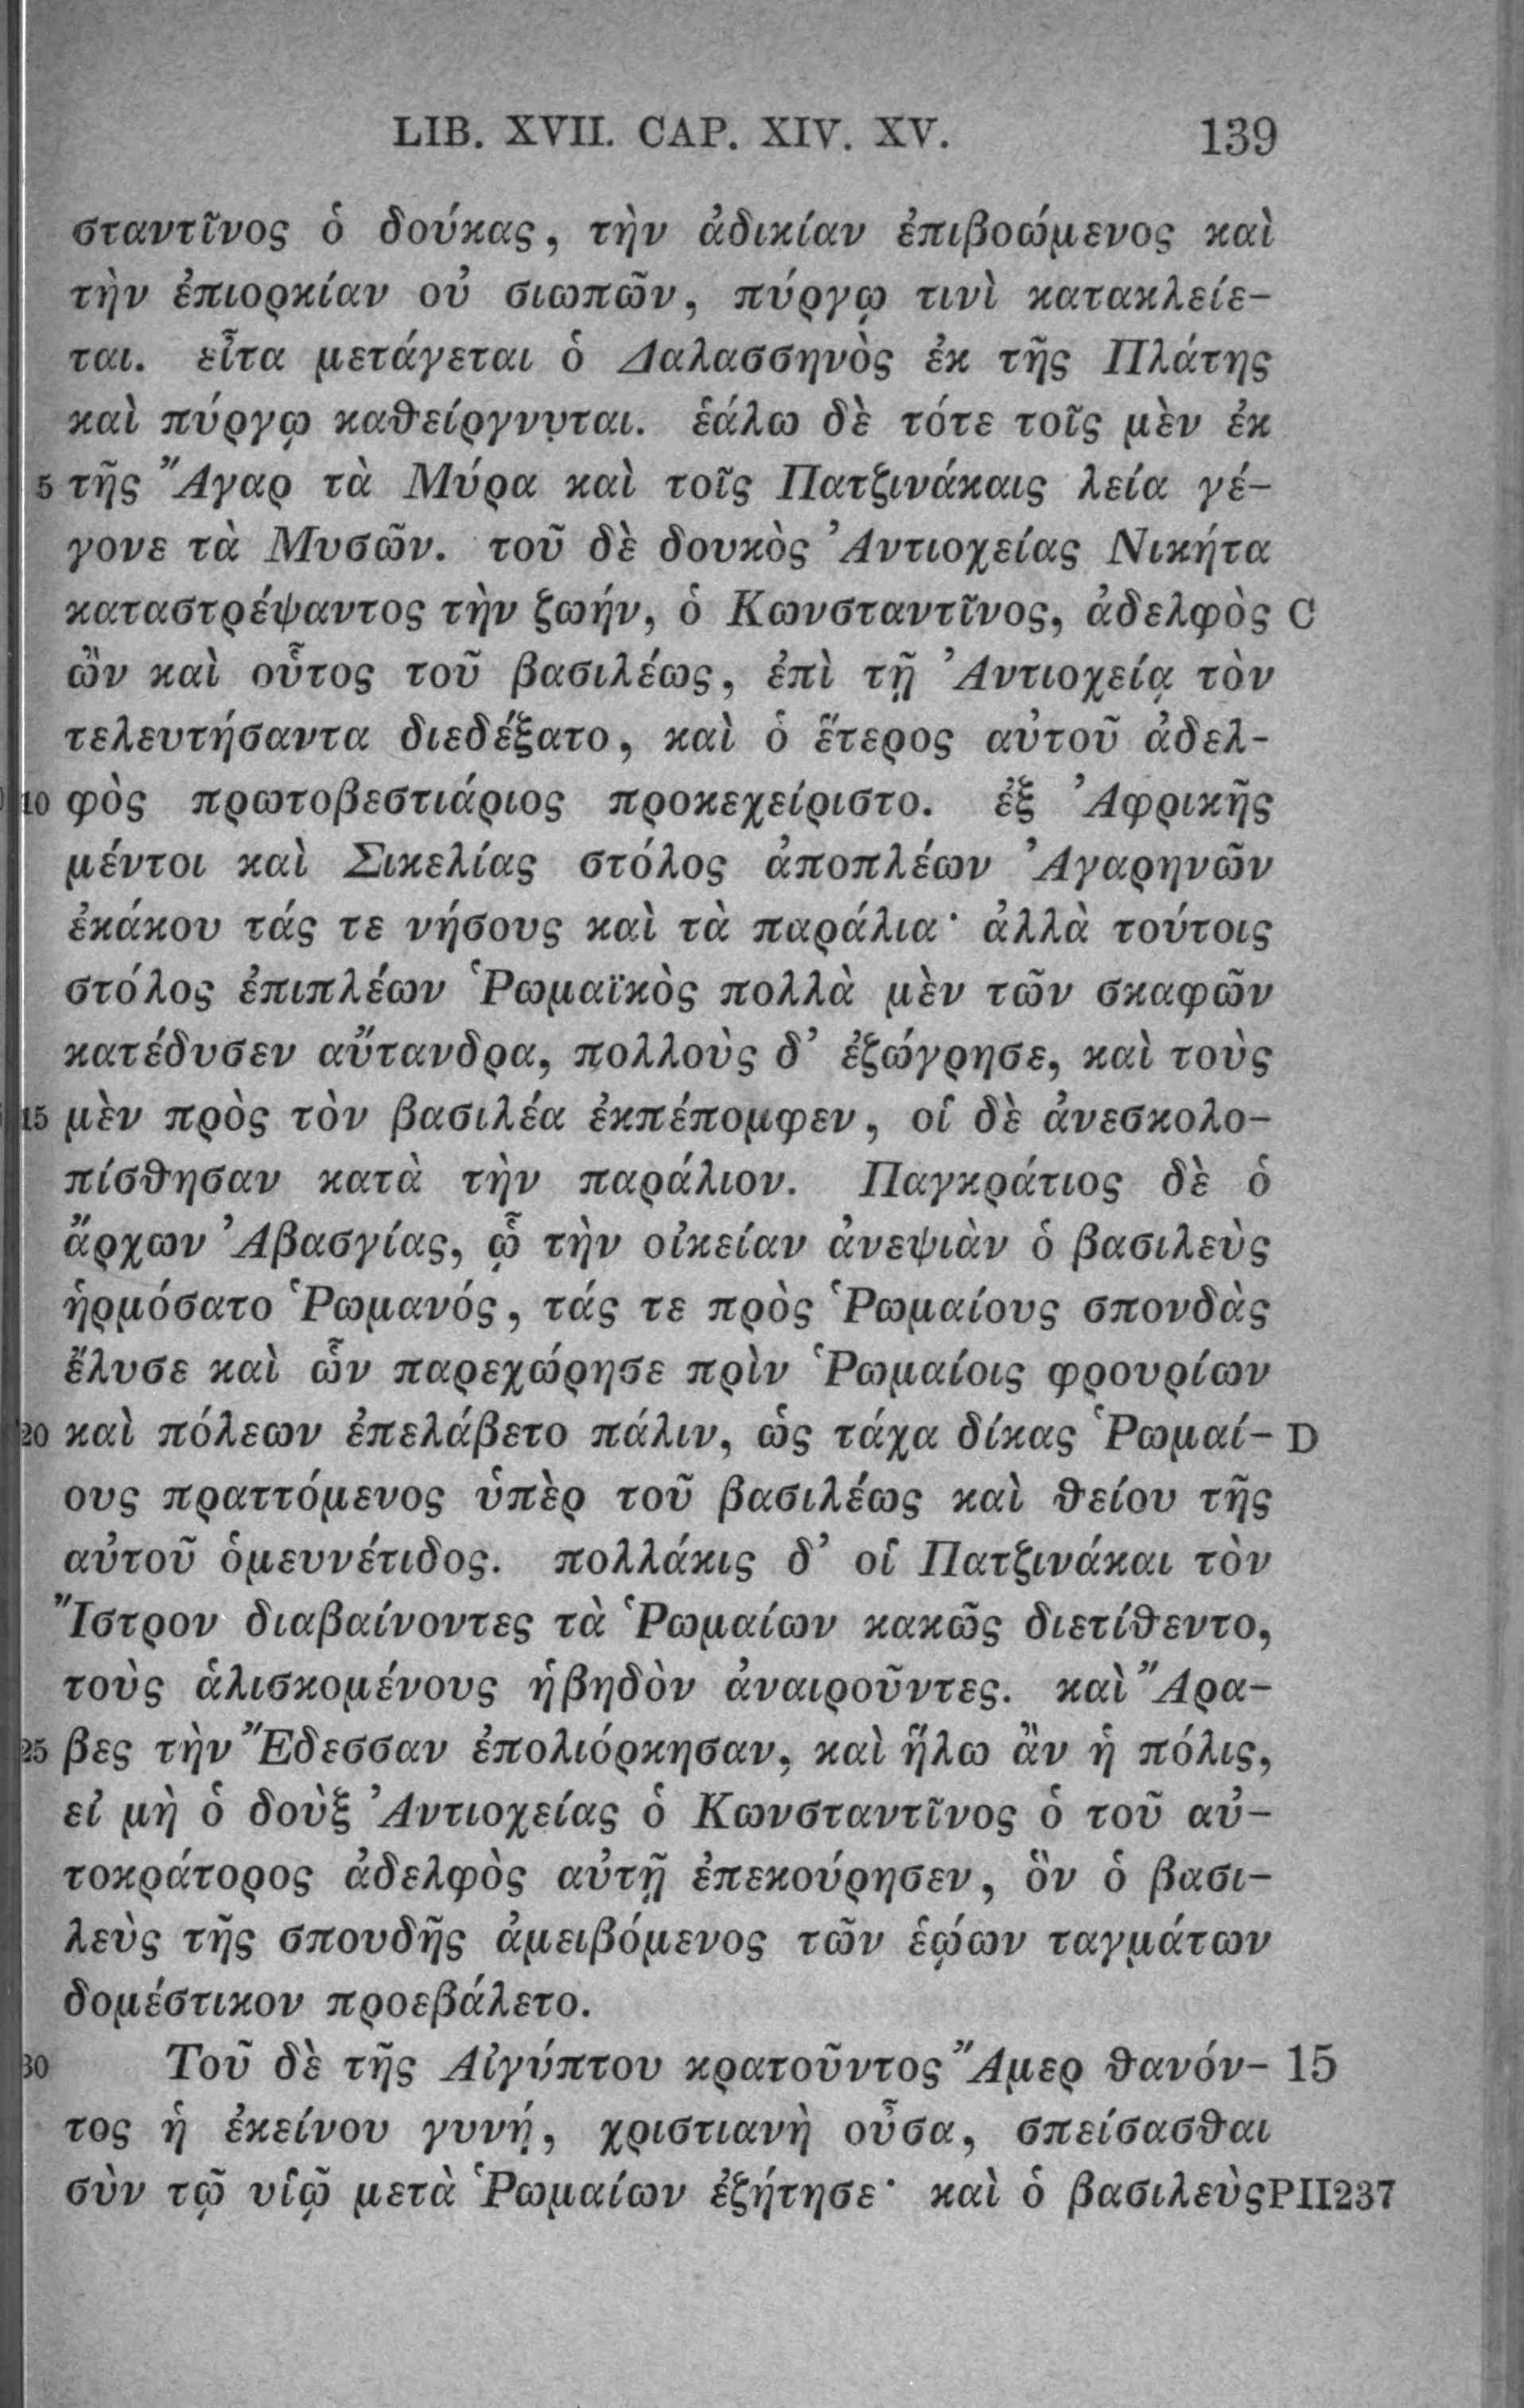 LIB. XVII. CAP. XIV. XV. 139
σταντῖνος ὁ δούκας, τὴν ἀδικίαν ἐπιβοώμενος καὶ
τὴν ἐπιορκίαν οὐ σιωπῶν, πύργῳ τινὶ κατακλείε-
ται. εἶτα μετάγεται ὁ Δαλασσηνὸς ἐκ τῆς Πλάτης
καὶ πύργῳ καθείργνυται. ἑάλω δὲ τότε τοῖς μὲν ἐκ
5 τῆς Ἄγαρ τὰ Μύρα καὶ τοῖς Πατζινάκαις λεία γέ-
γονε τὰ Μυσῶν. τοῦ δὲ δουκὸς Ἀντιοχείας Νικήτα
καταστρέψαντος τὴν ζωήν, ὁ Κωνσταντῖνος, ἀδελφὸς C
ὢν καὶ οὗτος τοῦ βασιλέως, ἐπὶ τῇ Ἀντιοχείᾳ τὸν
τελευτήσαντα διεδέξατο, καὶ ὁ ἕτερος αὐτοῦ ἀδελ-
10 φὸς πρωτοβεστιάριος προκεχείριστο. ἐξ Ἀφρικῆς
μέντοι καὶ Σικελίας στόλος ἀποπλέων Ἀγαρηνῶν
ἐκάκου τάς τε νήσους καὶ τὰ παράλια· ἀλλὰ τούτοις
στόλος ἐπιπλέων Ῥωμαϊκὸς πολλὰ μὲν τῶν σκαφῶν
κατέδυσεν αὔτανδρα, πολλοὺς δ’ ἐζώγρησε, καὶ τοὺς
15 μὲν πρὸς τὸν βασιλέα ἐκπέπομφεν, οἱ δὲ ἀνεσκολο-
πίσθησαν κατὰ τὴν παράλιον. Παγκράτιος δὲ ὁ
ἄρχων Ἀβασγίας, ᾧ τὴν οἰκείαν ἀνεψιὰν ὁ βασιλεὺς
ἡρμόσατο Ῥωμανός, τάς τε πρὸς Ῥωμαίους σπονδὰς
ἔλυσε καὶ ὧν παρεχώρησε πρὶν Ῥωμαίοις φρουρίων
20 καὶ πόλεων ἐπελάβετο πάλιν, ὡς τάχα δίκας Ῥωμαί- D
ους πραττόμενος ὑπὲρ τοῦ βασιλέως καὶ θείου τῆς
αὐτοῦ ὁμευνέτιδος. πολλάκις δ’ οἱ Πατζινάκαι τὸν
Ἴστρον διαβαίνοντες τὰ Ῥωμαίων κακῶς διετίθεντο,
τοὺς ἁλισκομένους ἡβηδὸν ἀναιροῦντες. καὶ Ἄρα-
25 βες τὴν Ἔδεσσαν ἐπολιόρκησαν, καὶ ἥλω ἂν ἡ πόλις,
εἰ μὴ ὁ δοὺξ Ἀντιοχείας ὁ Κωνσταντῖνος ὁ τοῦ αὐ-
τοκράτορος ἀδελφὸς αὐτῇ ἐπεκούρησεν, ὃν ὁ βασι-
λεὺς τῆς σπουδῆς ἀμειβόμενος τῶν ἑῴων ταγμάτων
δομέστικον προεβάλετο.
30 Τοῦ δὲ τῆς Αἰγύπτου κρατοῦντος Ἄμερ θανόν- 15
τος ἡ ἐκείνου γυνή, χριστιανὴ οὖσα, σπείσασθαι
σὺν τῷ υἱῷ μετὰ Ῥωμαίων ἐζήτησε· καὶ ὁ βασιλεὺς PII237